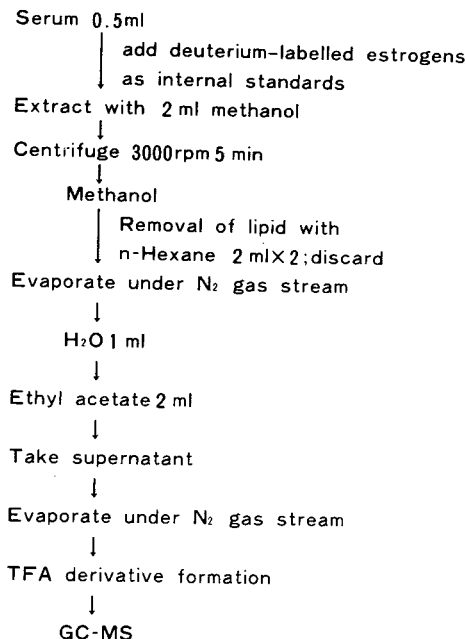 Serum 0.5ml
add deuterium-labelled estrogens
as internal standards
Extract with 2 ml methanol
Centrifuge 3000rpm 5 min
Methanol
Removal of lipid with
n-Hexane 2 ml×2; discard
Evaporate under N₂ gas stream
H₂O 1 ml
Ethyl acetate 2 ml
Take supernatant
Evaporate under N₂ gas stream
TFA derivative formation
GC-MS